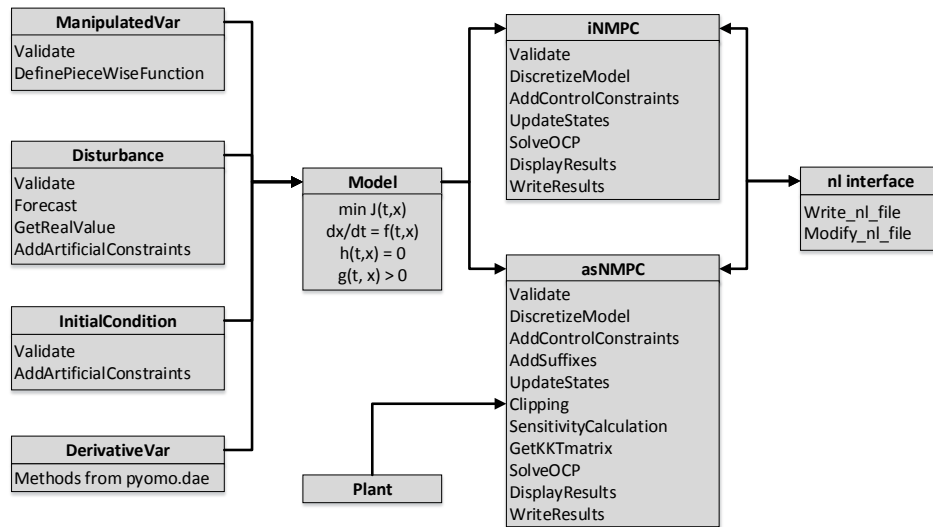 ManipulatedVar
Validate
DefinePieceWiseFunction
Disturbance
Validate
Forecast
GetRealValue
AddArtificialConstraints
InitialCondition
Validate
AddArtificialConstraints
DerivativeVar
Methods from pyomo.dae
Model
min J(t,x)
dx/dt = f(t,x)
h(t,x) = 0
g(t, x) > 0
Plant
iNMPC
Validate
DiscretizeModel
AddControlConstraints
UpdateStates
SolveOCP
DisplayResults
WriteResults
asNMPC
Validate
DiscretizeModel
AddControlConstraints
AddSuffixes
UpdateStates
Clipping
SensitivityCalculation
GetKKTmatrix
SolveOCP
DisplayResults
WriteResults
nl interface
Write_nl_file
Modify_nl_file